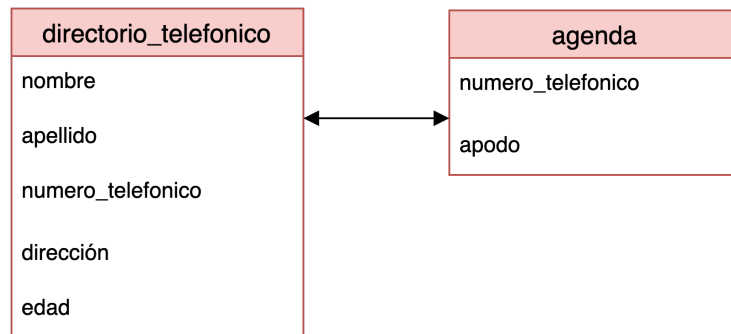 directorio_telefonico
nombre
apellido
numero_telefonico
dirección
edad
agenda
numero_telefonico
apodo